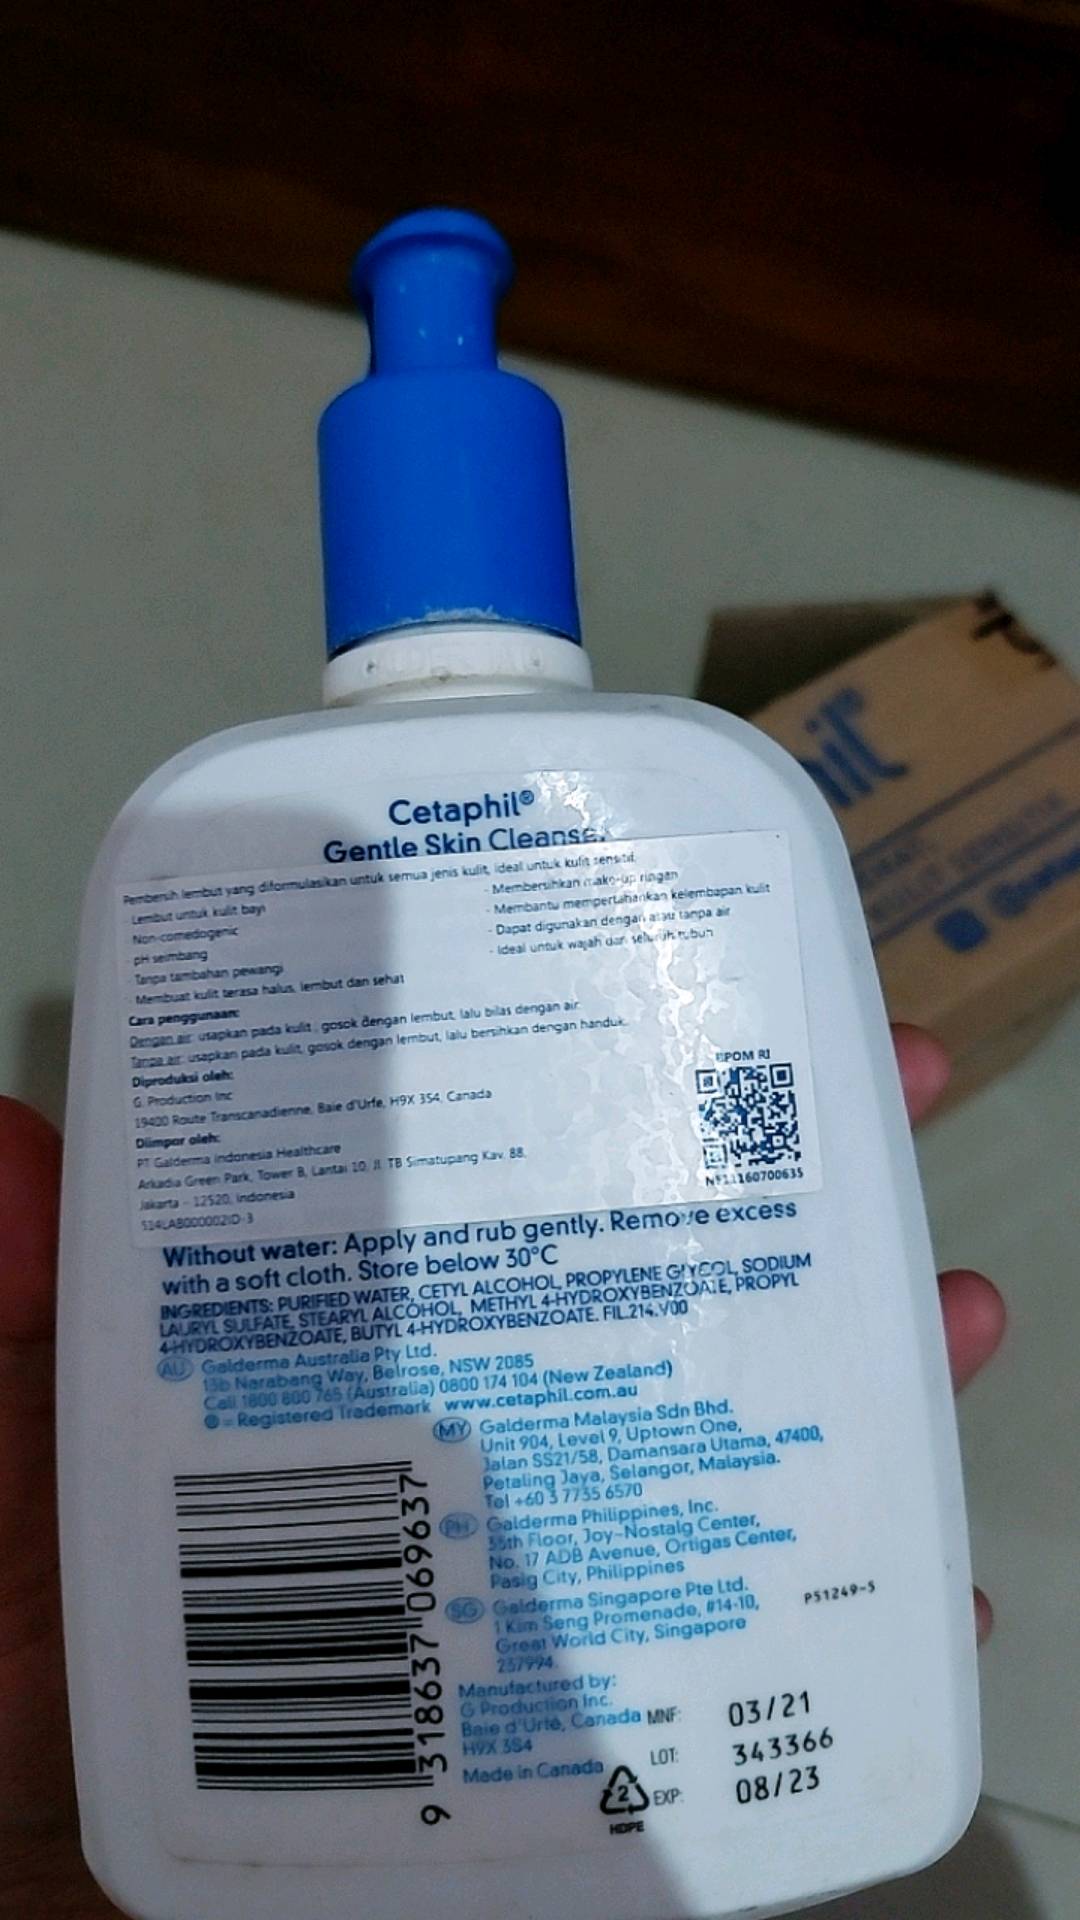 Cetaphil®
Gentle Skin Cleanser
Pembersih lembut yang diformulasikan untuk semua jenis kulit, ideal untuk kulit sensitif.
- Lembut untuk kulit bayi
- Non-comedogenic
- pH seimbang
- Tanpa tambahan pewangi
- Membuat kulit terasa halus, lembut dan sehat
- Membersihkan make-up ringan
- Membantu mempertahankan kelembapan kulit
- Dapat digunakan dengan atau tanpa air
- Ideal untuk wajah dan seluruh tubuh
Cara penggunaan:
Dengan air: usapkan pada kulit, gosok dengan lembut, lalu bilas dengan air.
Tanpa air: usapkan pada kulit, gosok dengan lembut, lalu bersihkan dengan handuk.
Diproduksi oleh:
G. Production Inc
19400 Route Transcanadienne, Baie d'Urfe, H9X 3S4, Canada
Diimpor oleh:
PT Galderma Indonesia Healthcare
Arkadia Green Park, Tower B, Lantai 10, Jl. TB Simatupang Kav. 88,
Jakarta - 12520, Indonesia
514LAB000002ID-3
BPOM RI
NE11160700635
Without water: Apply and rub gently. Remove excess
with a soft cloth. Store below 30°C
INGREDIENTS: PURIFIED WATER, CETYL ALCOHOL, PROPYLENE GLYCOL, SODIUM
LAURYL SULFATE, STEARYL ALCOHOL, METHYL 4-HYDROXYBENZOATE, PROPYL
4-HYDROXYBENZOATE, BUTYL 4-HYDROXYBENZOATE. FIL.214.V00
AU Galderma Australia Pty Ltd.
13b Narabang Way, Belrose, NSW 2085
Call 1800 800 765 (Australia) 0800 174 104 (New Zealand)
® = Registered Trademark www.cetaphil.com.au
MY Galderma Malaysia Sdn Bhd.
Unit 904, Level 9, Uptown One,
Jalan SS21/58, Damansara Utama, 47400,
Petaling Jaya, Selangor, Malaysia.
Tel +60 3 7735 6570
PH Galderma Philippines, Inc.
35th Floor, Joy-Nostalg Center,
No. 17 ADB Avenue, Ortigas Center,
Pasig City, Philippines
SG Galderma Singapore Pte Ltd.
1 Kim Seng Promenade, #14-10,
Great World City, Singapore
237994.
P51249-5
Manufactured by:
G Production Inc.
Baie d'Urfé, Canada
H9X 3S4
Made in Canada
9 318637 069637
MNF: 03/21
LOT: 343366
EXP: 08/23
2
HDPE
hil®